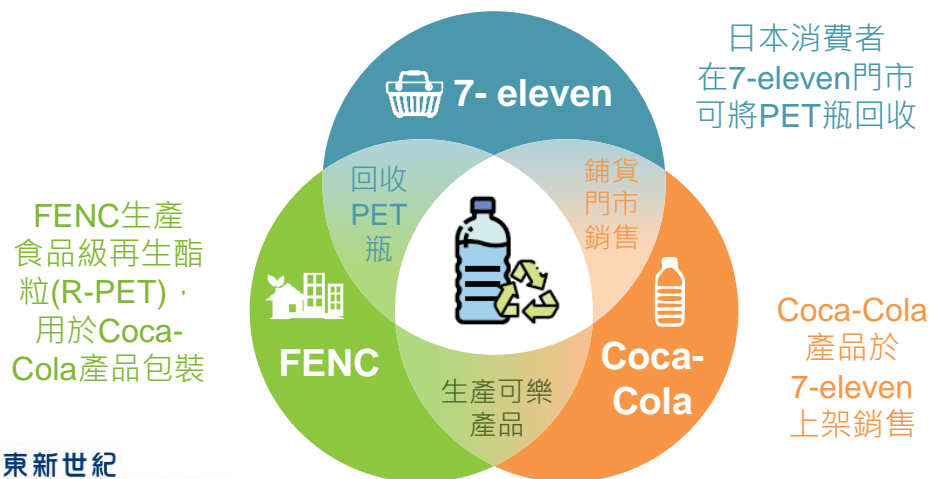 7- eleven
日本消費者
在7-eleven門市
可將PET瓶回收
回收
PET
瓶
鋪貨
門市
銷售
FENC生產
食品級再生酯
粒(R-PET)，
用於Coca-
Cola產品包裝
FENC
Coca-
Cola
生產可樂
產品
Coca-Cola
產品於
7-eleven
上架銷售
東新世紀